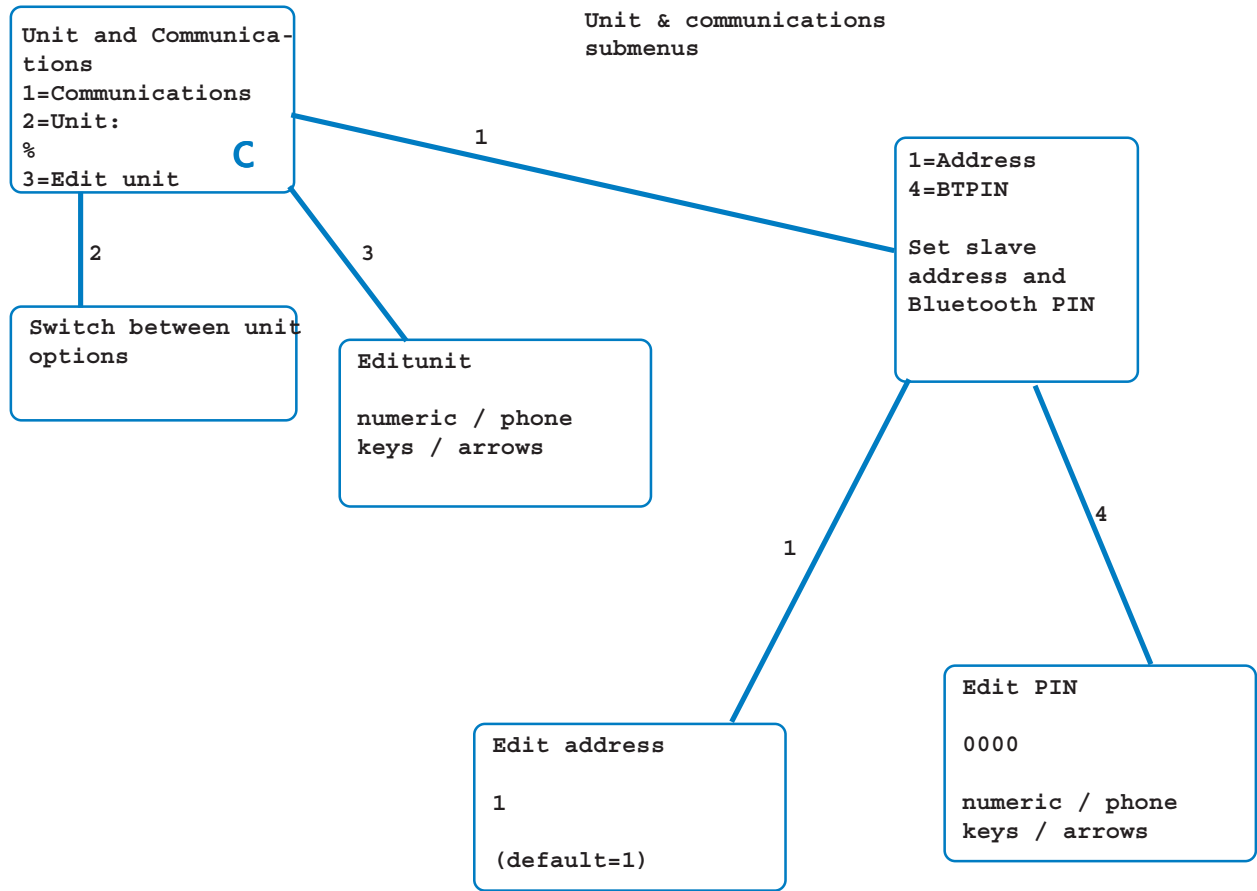 Unit & communications
submenus
Unit and Communica-
tions
1=Communications
2=Unit:
%
3=Edit unit
C
1
2
3
1=Address
4=BTPIN
Set slave
address and
Bluetooth PIN
Switch between unit
options
Editunit
numeric / phone
keys / arrows
1
4
Edit address
1
(default=1)
Edit PIN
0000
numeric / phone
keys / arrows